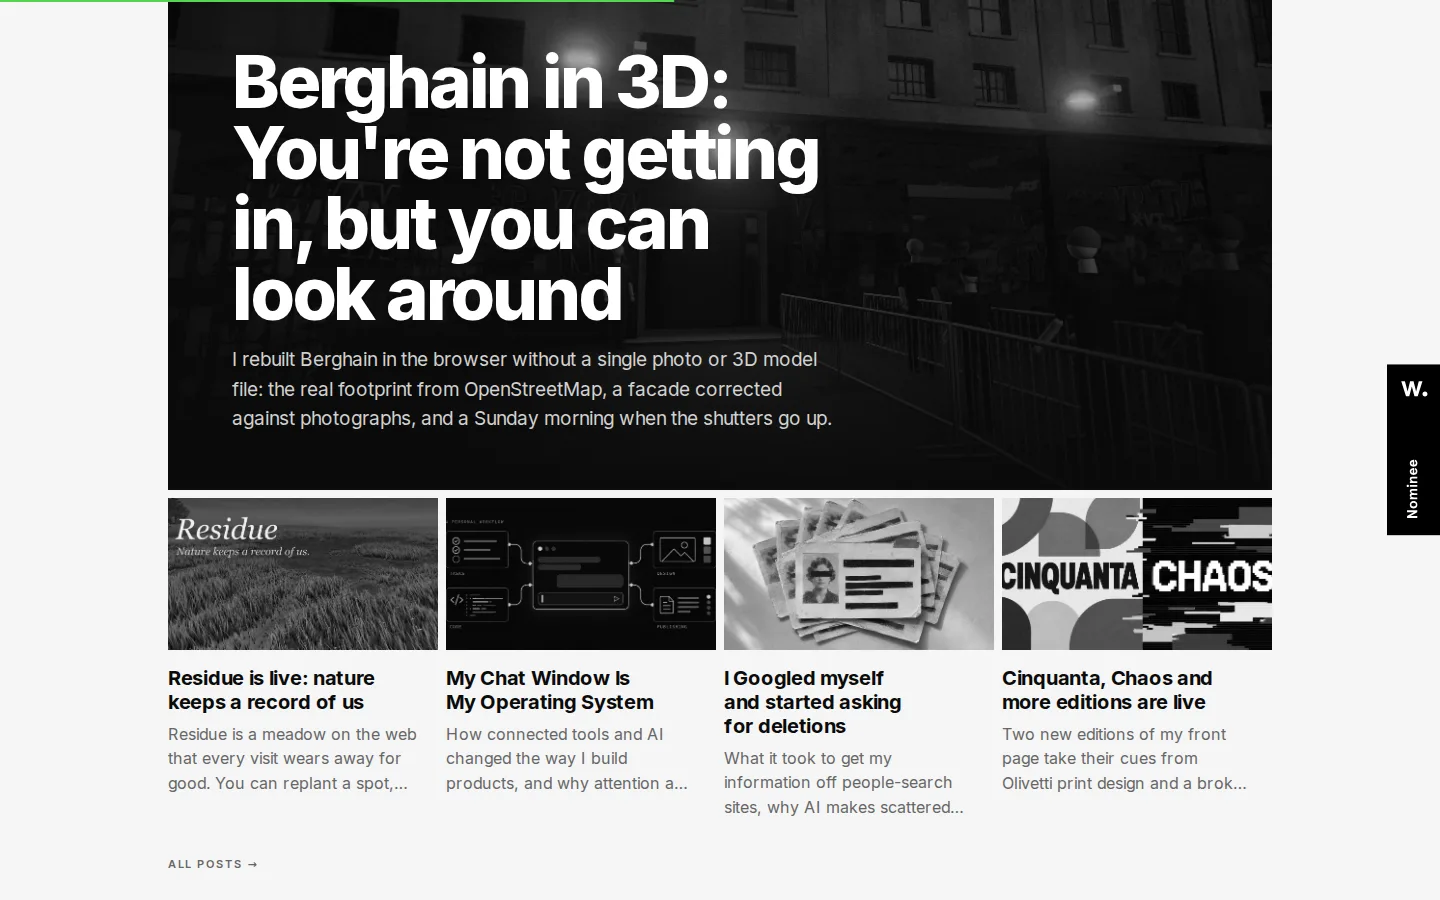 Berghain in 3D:
You're not getting
in, but you can
look around
I rebuilt Berghain in the browser without a single photo or 3D model
file: the real footprint from OpenStreetMap, a facade corrected
against photographs, and a Sunday morning when the shutters go up.
W.
Nominee
Residue
Nature keeps a record of us.
PERSONAL WORKFLOW
DESIGN
CODE
PUBLISHING
CINQUANTA
CHAOS
Residue is live: nature
keeps a record of us
Residue is a meadow on the web
that every visit wears away for
good. You can replant a spot,…
My Chat Window Is
My Operating System
How connected tools and AI
changed the way I build
products, and why attention a…
I Googled myself
and started asking
for deletions
What it took to get my
information off people-search
sites, why AI makes scattered…
Cinquanta, Chaos and
more editions are live
Two new editions of my front
page take their cues from
Olivetti print design and a brok…
ALL POSTS →